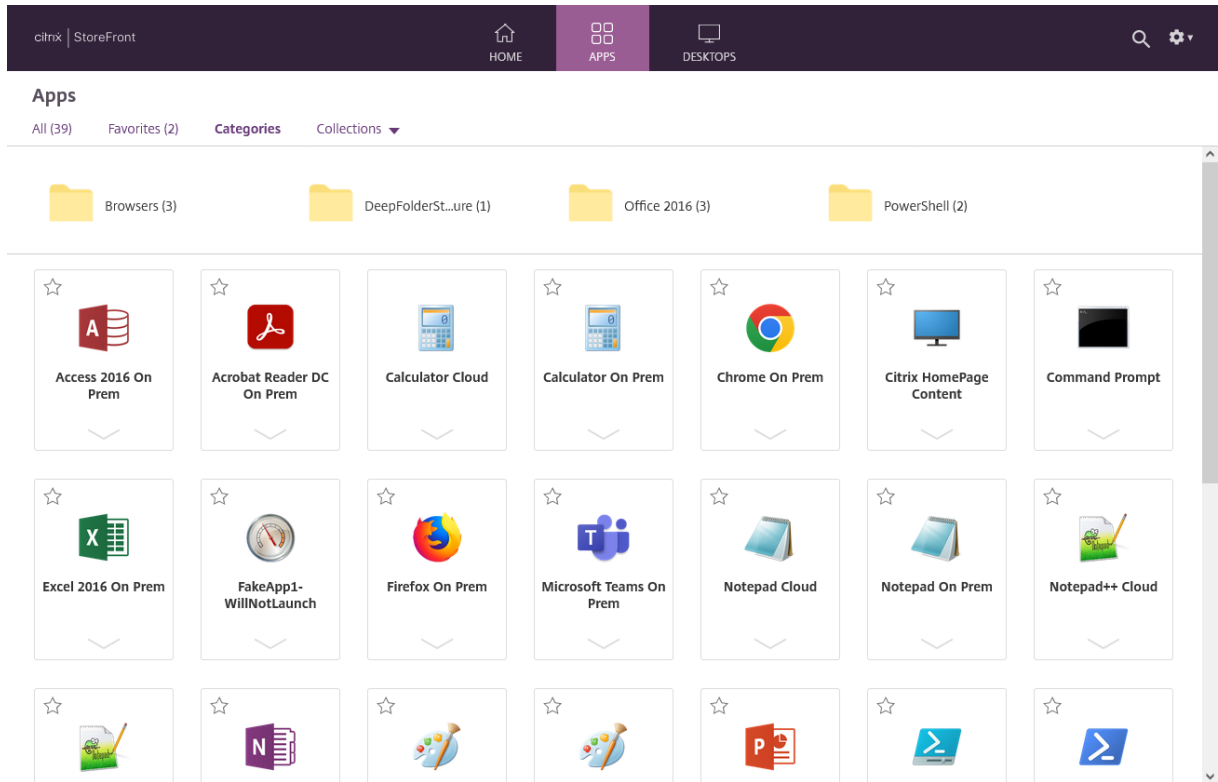 citrix | StoreFront
HOME
APPS
DESKTOPS
Apps
All (39)
Favorites (2)
Categories
Collections
Browsers (3)
DeepFolderSt...ure (1)
Office 2016 (3)
PowerShell (2)
Access 2016 On
Prem
Acrobat Reader DC
On Prem
Calculator Cloud
Calculator On Prem
Chrome On Prem
Citrix HomePage
Content
Command Prompt
Excel 2016 On Prem
FakeApp1-
WillNotLaunch
Firefox On Prem
Microsoft Teams On
Prem
Notepad Cloud
Notepad On Prem
Notepad++ Cloud